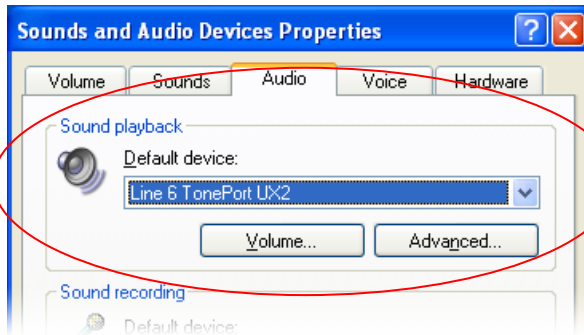 Sounds and Audio Devices Properties
Volume Sounds Audio Voice Hardware
Sound playback
Default device:
Line 6 TonePort UX2
Volume... Advanced...
Sound recording
Default device: